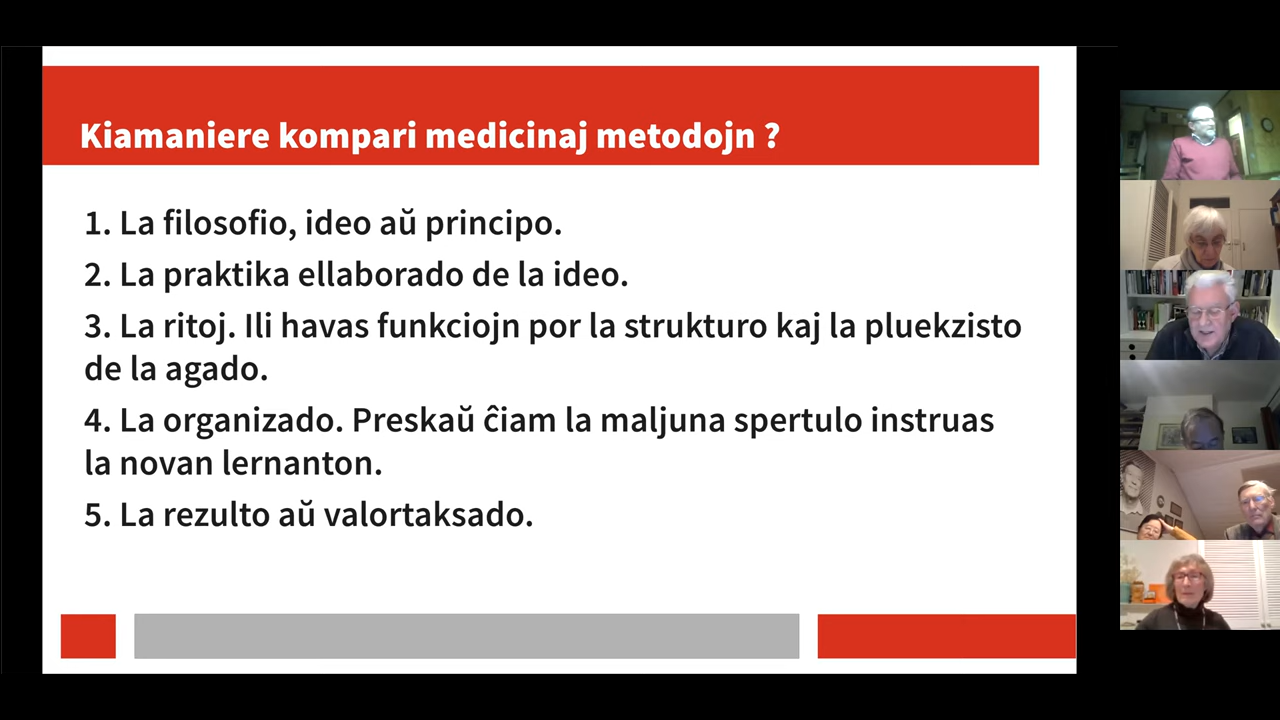 Kiamaniere kompari medicinaj metodojn ?
1. La filosofio, ideo aŭ principo.
2. La praktika ellaborado de la ideo.
3. La ritoj. Ili havas funkciojn por la strukturo kaj la pluekzisto
de la agado.
4. La organizado. Preskaŭ ĉiam la maljuna spertulo instruas
la novan lernanton.
5. La rezulto aŭ valortaksado.